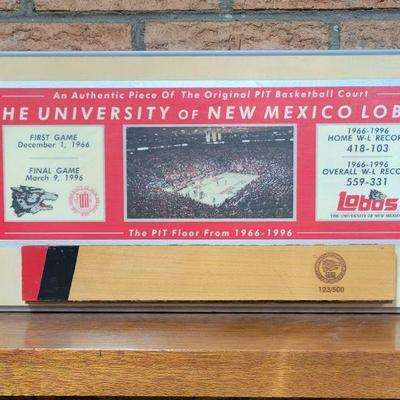 An Authentic Piece Of The Original PIT Basketball Court
HE UNIVERSITY OF NEW MEXICO LOB
FIRST GAME
December 1, 1966
FINAL GAME
March 9, 1996
1966-1996
HOME W-L RECOR
418-103
1966-1996
OVERALL W-L RECO
559-331
LOBOS
THE UNIVERSITY OF NEW MEXICO
The PIT Floor From 1966-1996
123/500